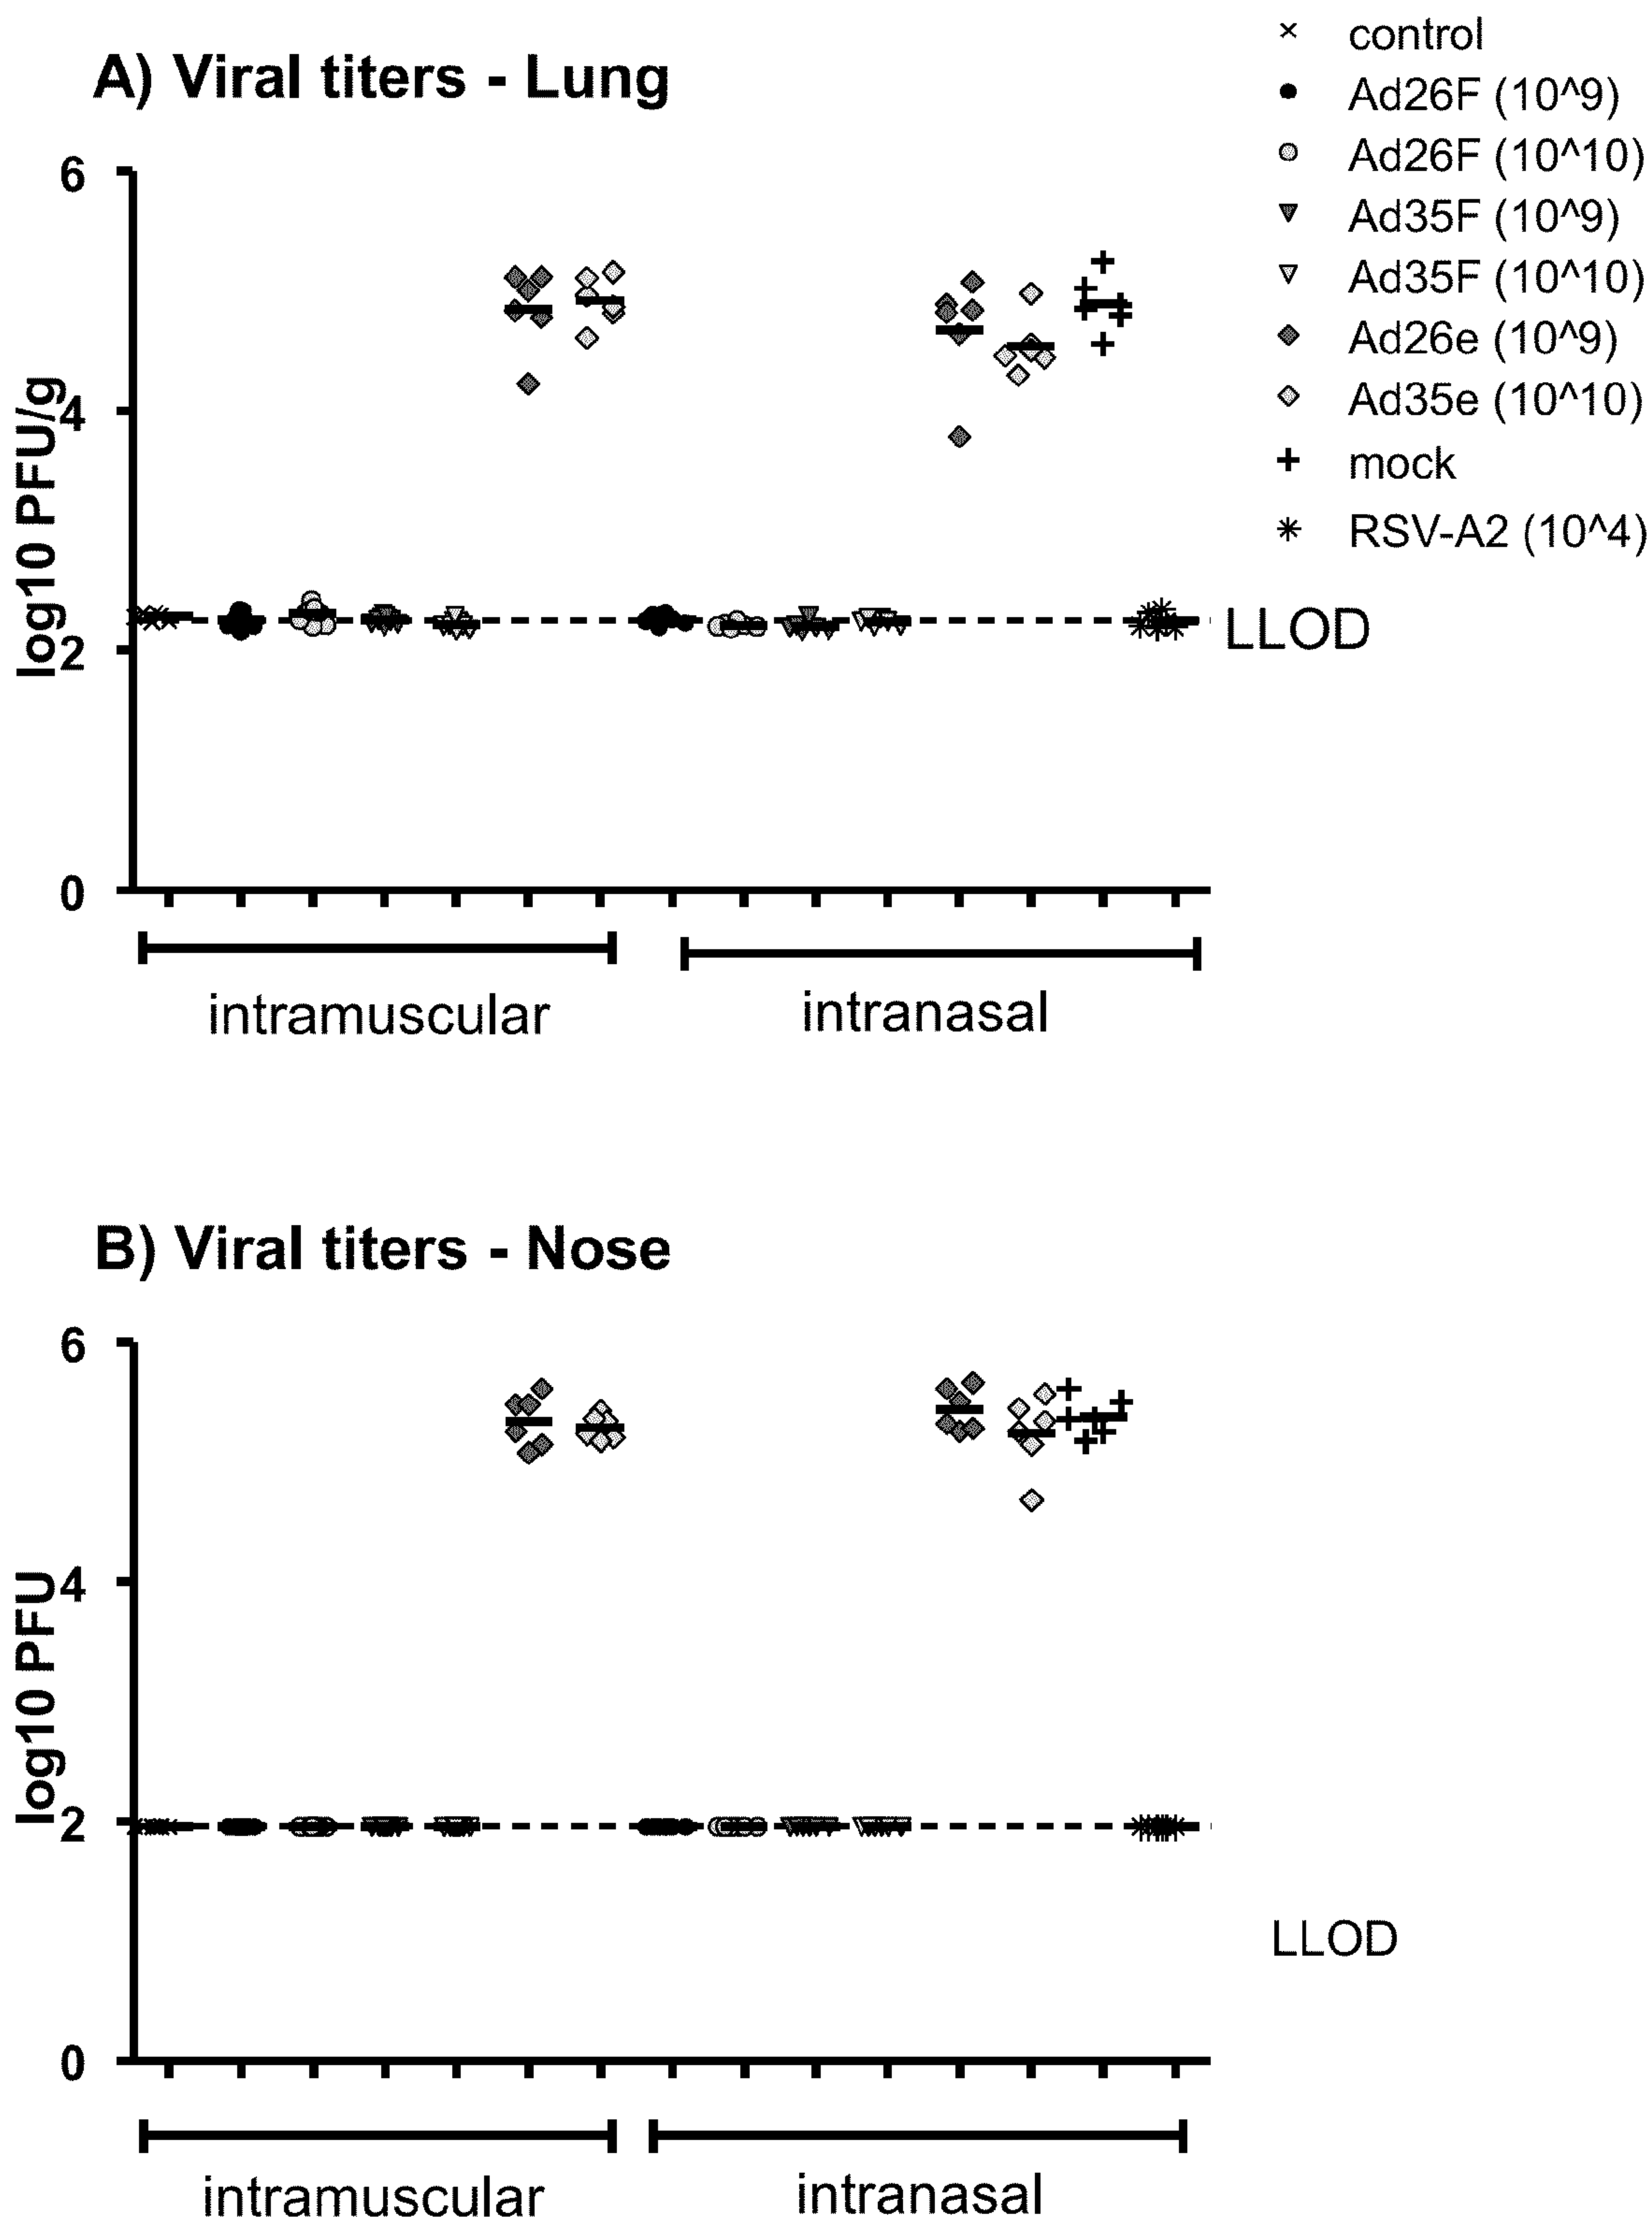 A) Viral titers - Lung
control
Ad26F (10^9)
Ad26F (10^10)
Ad35F (10^9)
Ad35F (10^10)
Ad26e (10^9)
Ad35e (10^10)
mock
RSV-A2 (10^4)
log10 PFU/g
6
4
2
0
LLOD
intramuscular
intranasal
B) Viral titers - Nose
log10 PFU
6
4
2
0
LLOD
intramuscular
intranasal